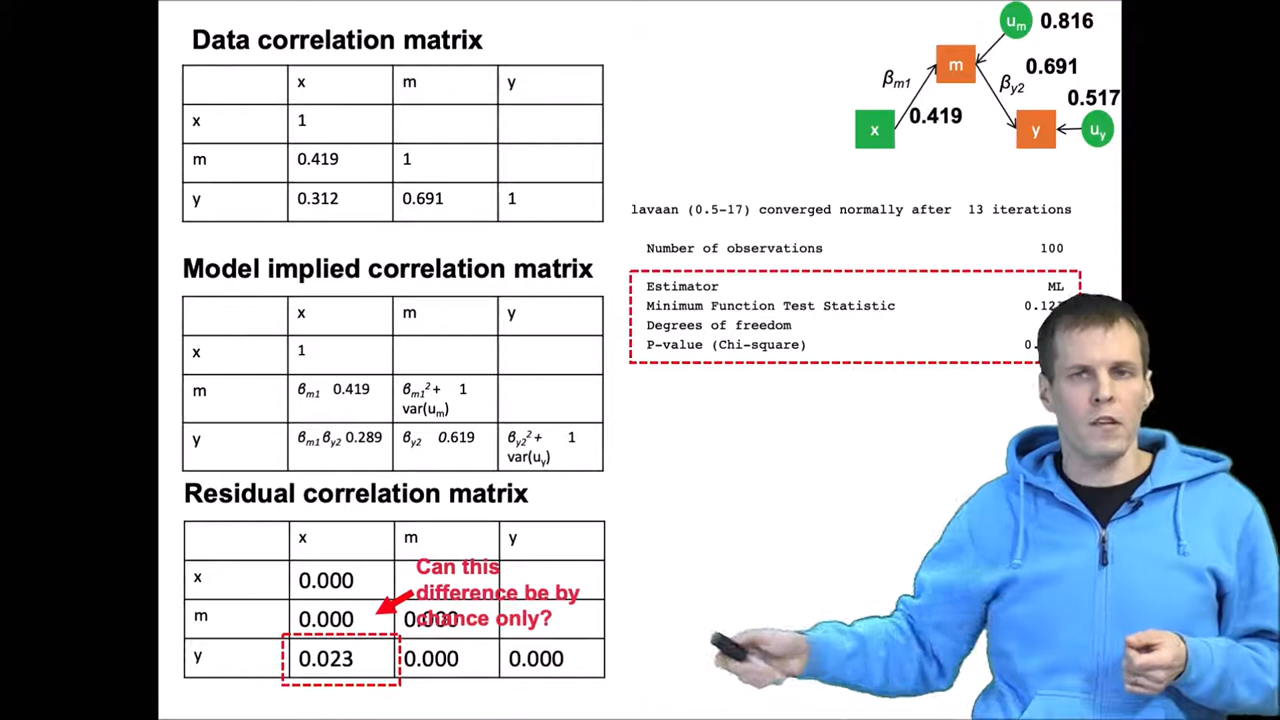 Data correlation matrix
x m y
x 1
m 0.419 1
y 0.312 0.691 1
Model implied correlation matrix
x m y
x 1
m βm1 0.419 βm1² + 1
var(um)
y βm1 βy2 0.289 βy2 0.619 βy2² + 1
var(uy)
Residual correlation matrix
x m y
x 0.000
m 0.000 0.000
y 0.023 0.000 0.000
Can this
difference be by
chance only?
um 0.816
m
0.691
βm1
βy2
0.517
0.419
x
y
uy
lavaan (0.5-17) converged normally after 13 iterations
Number of observations 100
Estimator ML
Minimum Function Test Statistic
Degrees of freedom
P-value (Chi-square)